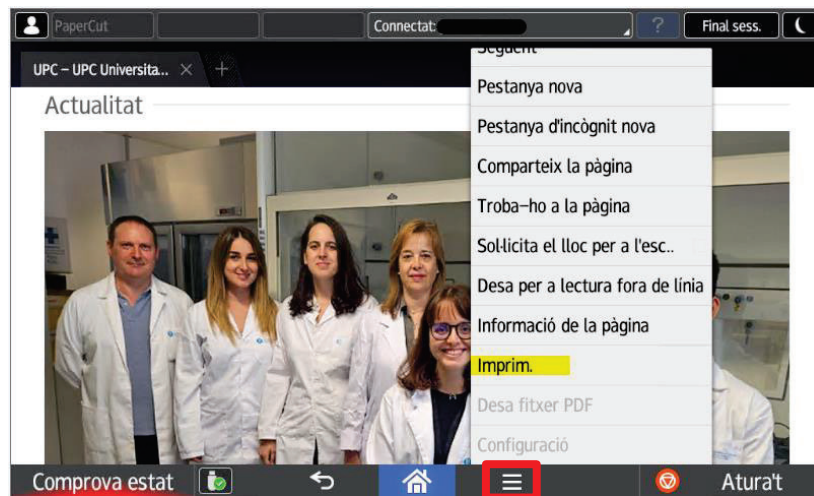 PaperCut
Connectat:
?
Final sess.
UPC – UPC Universita... × +
Actualitat
Següent
Pestanya nova
Pestanya d'incògnit nova
Comparteix la pàgina
Troba-ho a la pàgina
Sol·licita el lloc per a l'esc..
Desa per a lectura fora de línia
Informació de la pàgina
Imprim.
Desa fitxer PDF
Configuració
Comprova estat
Atura't